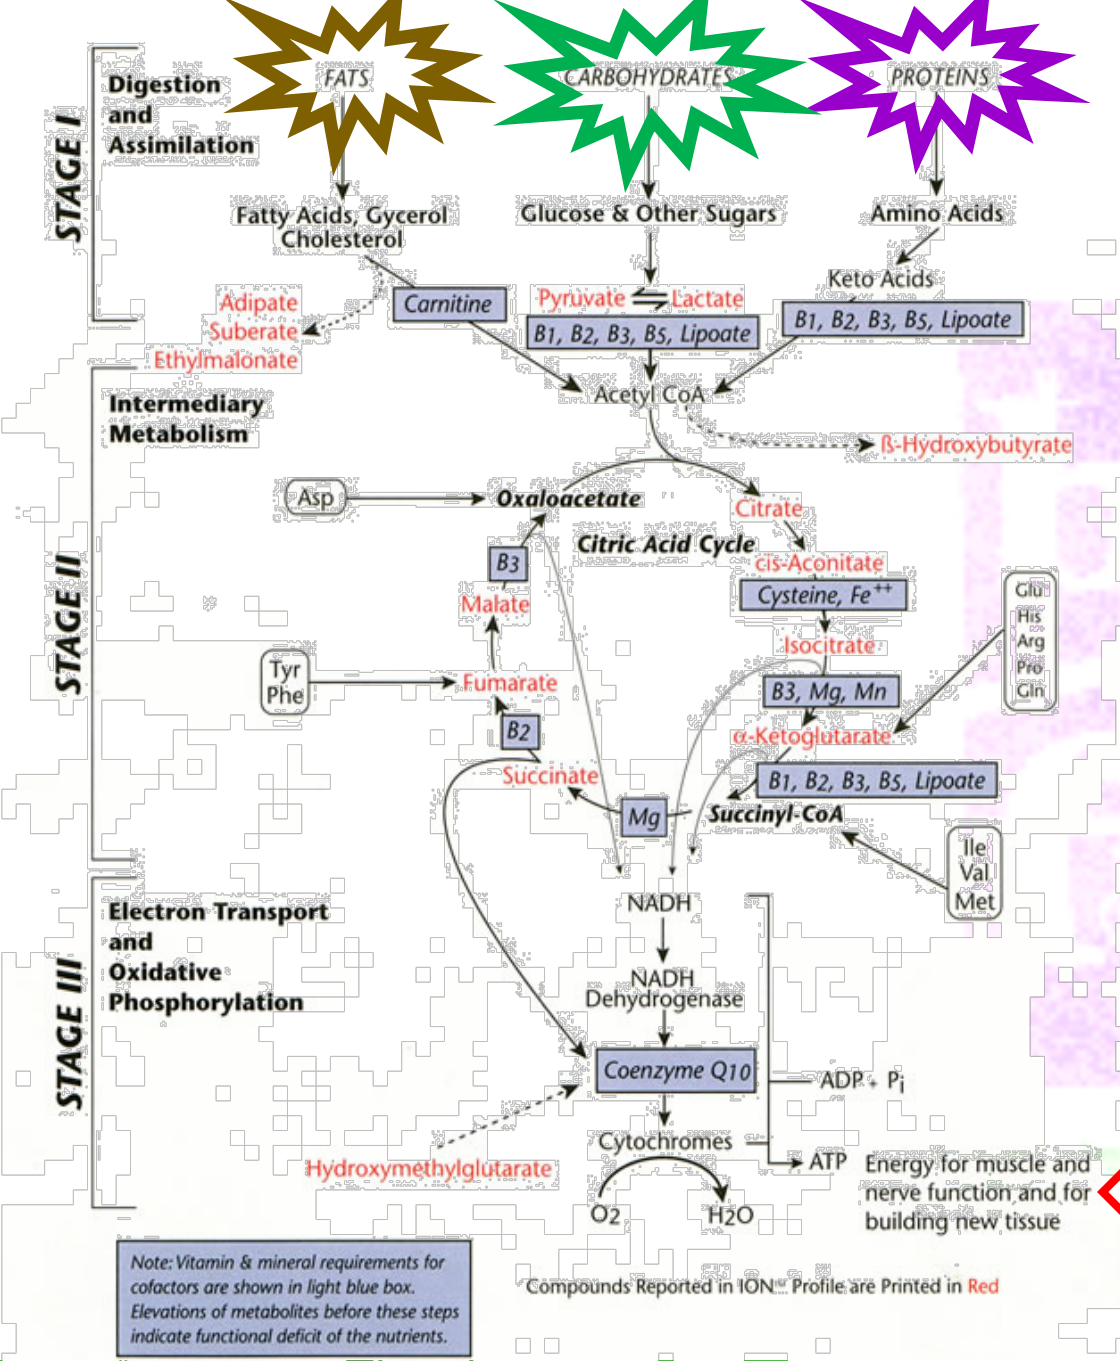 FATS
CARBOHYDRATES
PROTEINS
STAGE I
Digestion
and
Assimilation
Fatty Acids, Gycerol
Cholesterol
Glucose & Other Sugars
Amino Acids
Keto Acids
Adipate
Suberate
Ethylmalonate
Carnitine
Pyruvate
Lactate
B1, B2, B3, B5, Lipoate
B1, B2, B3, B5, Lipoate
Acetyl CoA
STAGE II
Intermediary
Metabolism
ß-Hydroxybutyrate
Asp
Oxaloacetate
Citrate
Citric Acid Cycle
B3
cis-Aconitate
Cysteine, Fe++
Malate
Isocitrate
Glu
His
Arg
Pro
Gln
Tyr
Phe
Fumarate
B3, Mg, Mn
B2
α-Ketoglutarate
Succinate
B1, B2, B3, B5, Lipoate
Mg
Succinyl-CoA
Ile
Val
Met
STAGE III
Electron Transport
and
Oxidative
Phosphorylation
NADH
NADH
Dehydrogenase
Coenzyme Q10
ADP + Pi
Cytochromes
ATP
Energy for muscle and
nerve function and for
building new tissue
Hydroxymethylglutarate
O2
H2O
Note: Vitamin & mineral requirements for
cofactors are shown in light blue box.
Elevations of metabolites before these steps
indicate functional deficit of the nutrients.
Compounds Reported in ION™ Profile are Printed in Red